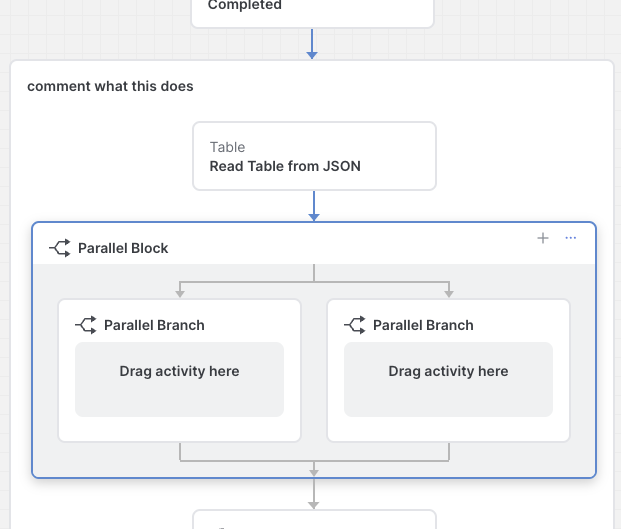 Completed
comment what this does
Table
Read Table from JSON
Parallel Block
Parallel Branch
Drag activity here
Parallel Branch
Drag activity here